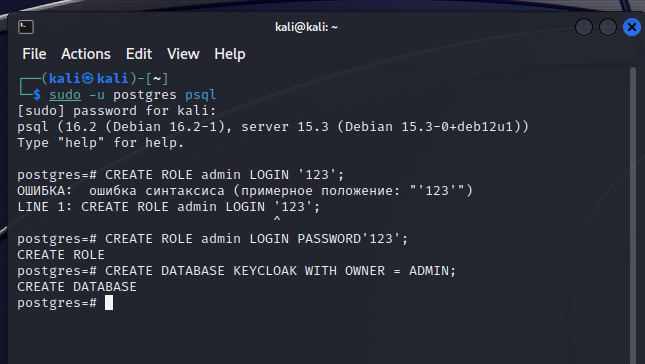 kali@kali: ~
File Actions Edit View Help
┌──(kali㉿kali)-[~]
└─$ sudo -u postgres psql
[sudo] password for kali:
psql (16.2 (Debian 16.2-1), server 15.3 (Debian 15.3-0+deb12u1))
Type "help" for help.
postgres=# CREATE ROLE admin LOGIN '123';
ОШИБКА:  ошибка синтаксиса (примерное положение: "'123'")
LINE 1: CREATE ROLE admin LOGIN '123';
^
postgres=# CREATE ROLE admin LOGIN PASSWORD'123';
CREATE ROLE
postgres=# CREATE DATABASE KEYCLOAK WITH OWNER = ADMIN;
CREATE DATABASE
postgres=#